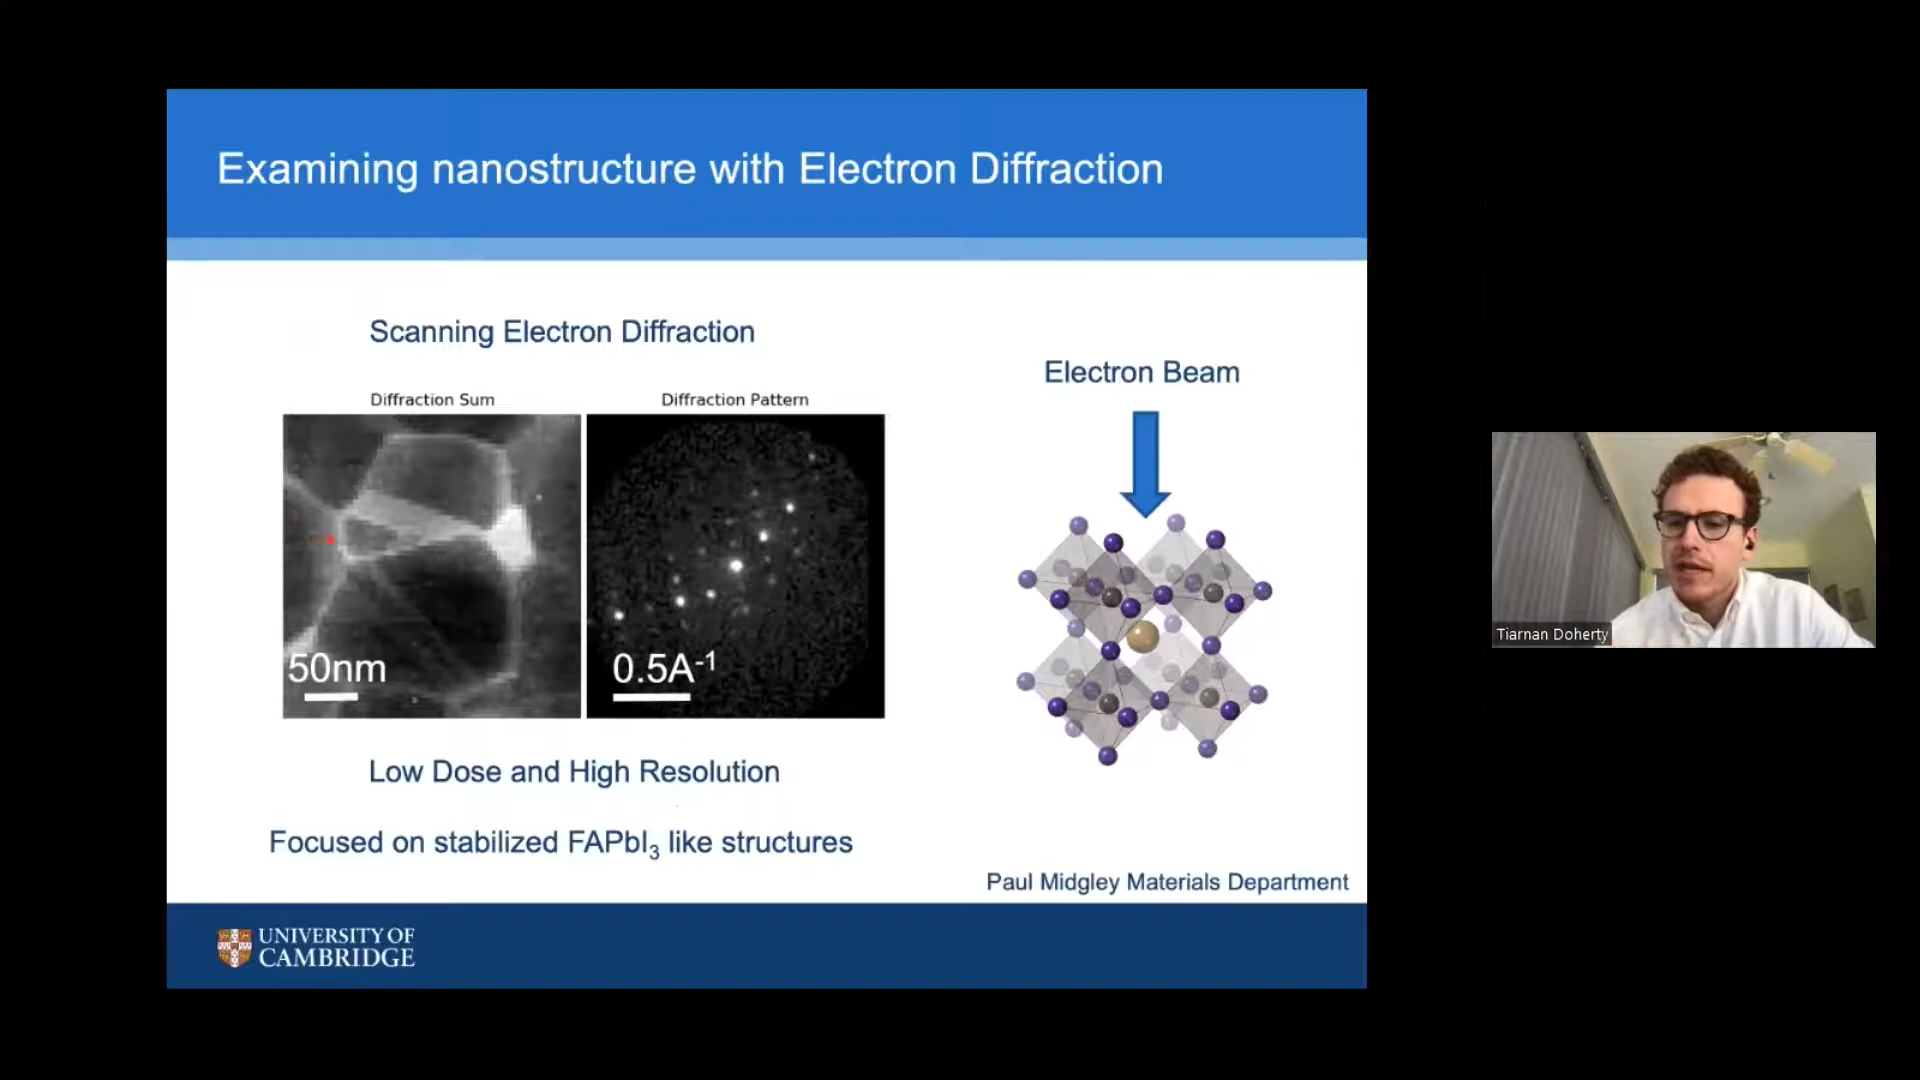 Examining nanostructure with Electron Diffraction
Scanning Electron Diffraction
Electron Beam
Diffraction Sum
Diffraction Pattern
50nm
0.5A⁻¹
Low Dose and High Resolution
Focused on stabilized FAPbI₃ like structures
Paul Midgley Materials Department
UNIVERSITY OF
CAMBRIDGE
Tiarnan Doherty